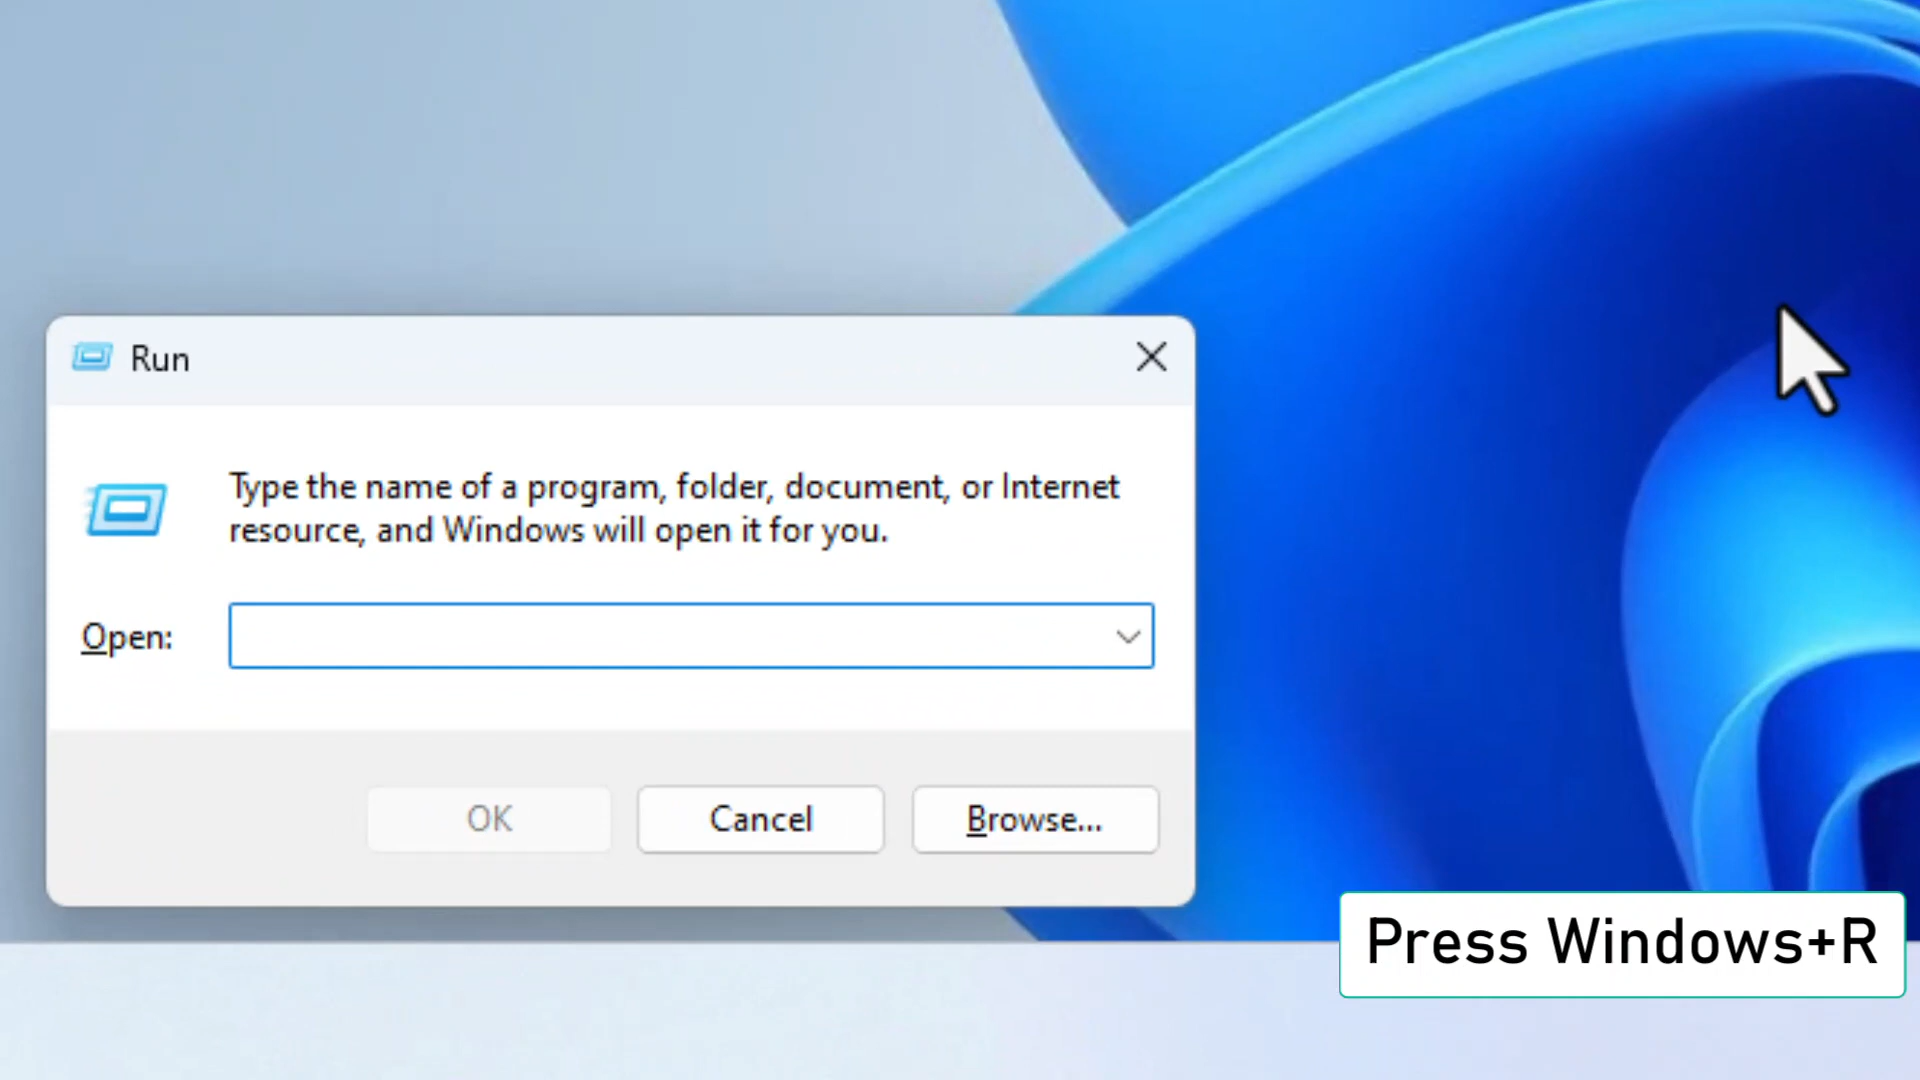 Run
Type the name of a program, folder, document, or Internet
resource, and Windows will open it for you.
Open:
OK
Cancel
Browse...
Press Windows+R